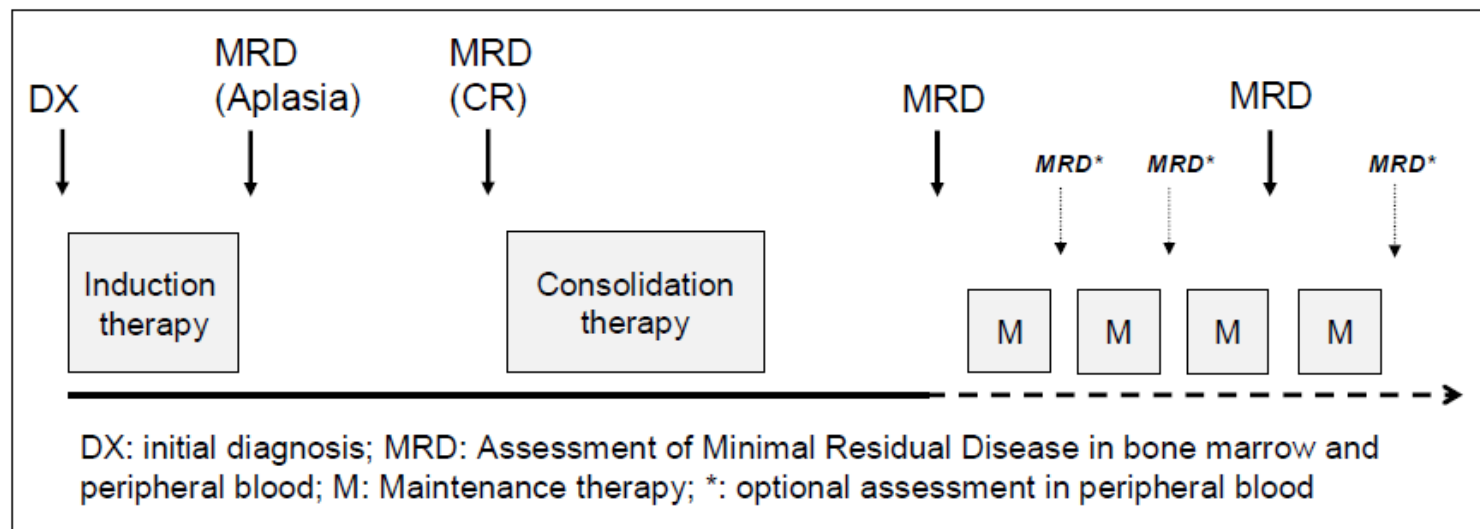 DX
MRD
(Aplasia)
MRD
(CR)
MRD
MRD
MRD*
MRD*
MRD*
Induction
therapy
Consolidation
therapy
M
M
M
M
DX: initial diagnosis; MRD: Assessment of Minimal Residual Disease in bone marrow and
peripheral blood; M: Maintenance therapy; *: optional assessment in peripheral blood